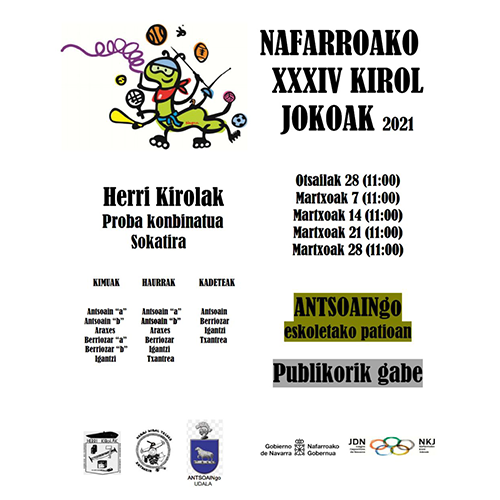 NAFARROAKO
XXXIV KIROL
JOKOAK 2021
Otsailak 28 (11:00)
Martxoak 7 (11:00)
Martxoak 14 (11:00)
Martxoak 21 (11:00)
Martxoak 28 (11:00)
Herri Kirolak
Proba konbinatua
Sokatira
KIMUAK
Antsoain “a”
Antsoain “b”
Araxes
Berriozar “a”
Berriozar “b”
Igantzi
HAURRAK
Antsoain “a”
Antsoain “b”
Araxes
Berriozar
Igantzi
Txantrea
KADETEAK
Antsoain
Berriozar
Igantzi
Txantrea
ANTSOAINgo
eskoletako patioan
Publikorik gabe
HERRI KIROLAK
ANTSOAINgo
UDALA
Gobierno de Navarra
Nafarroako Gobernua
JDN
NKJ